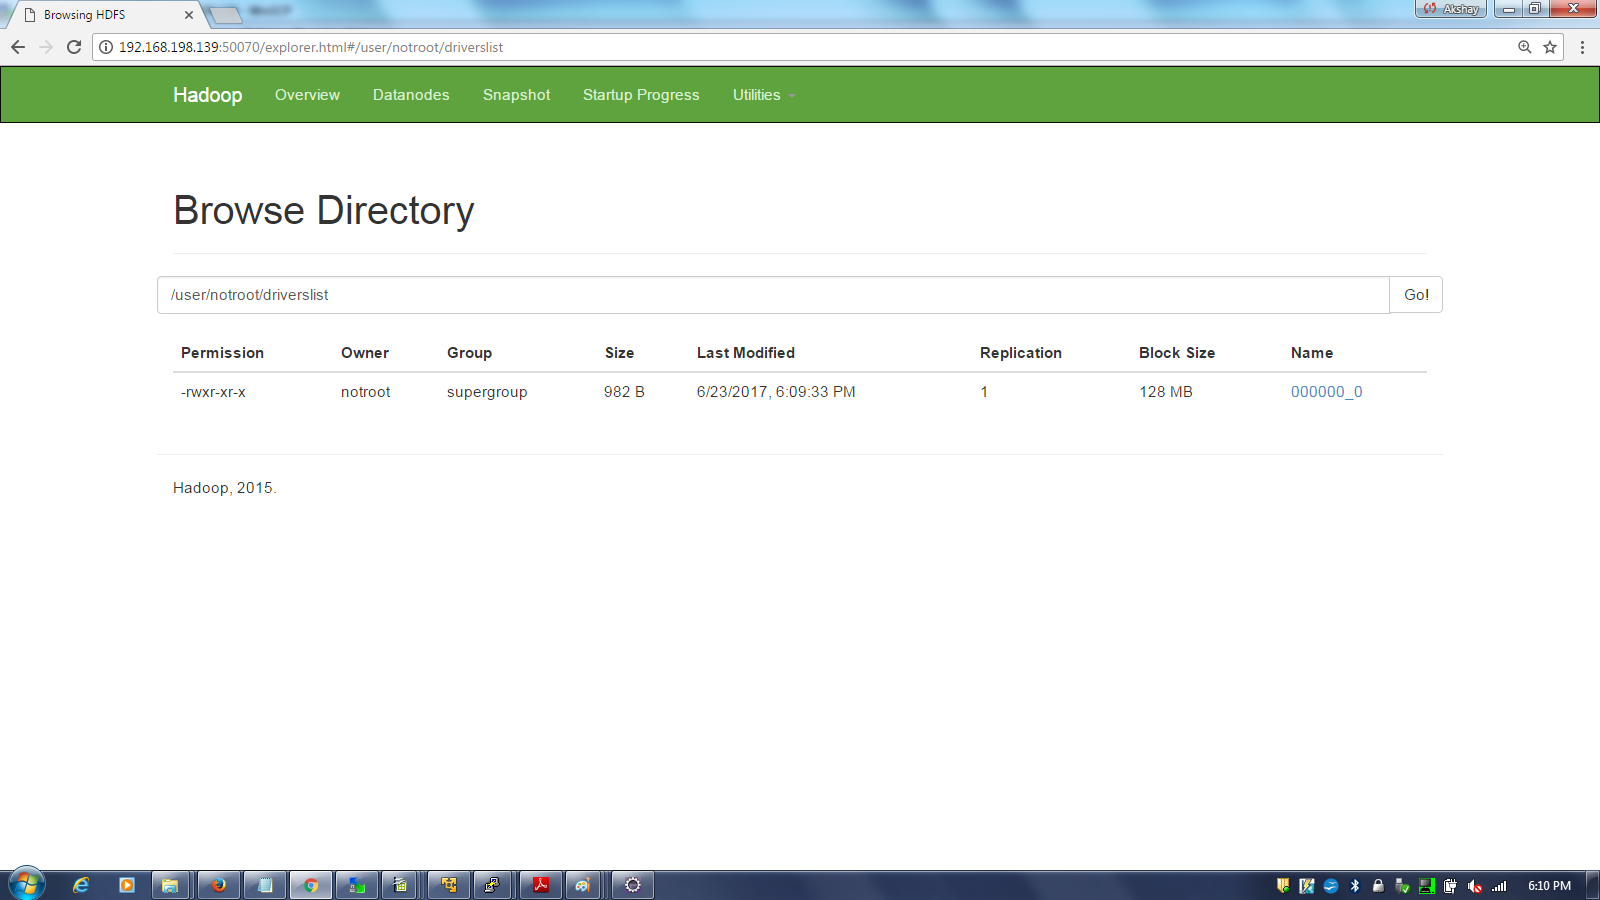 Browsing HDFS
Akshay
192.168.198.139:50070/explorer.html#/user/notroot/driverslist
Hadoop Overview Datanodes Snapshot Startup Progress Utilities
Browse Directory
/user/notroot/driverslist Go!
Permission Owner Group Size Last Modified Replication Block Size Name
-rwxr-xr-x notroot supergroup 982 B 6/23/2017, 6:09:33 PM 1 128 MB 000000_0
Hadoop, 2015.
6:10 PM